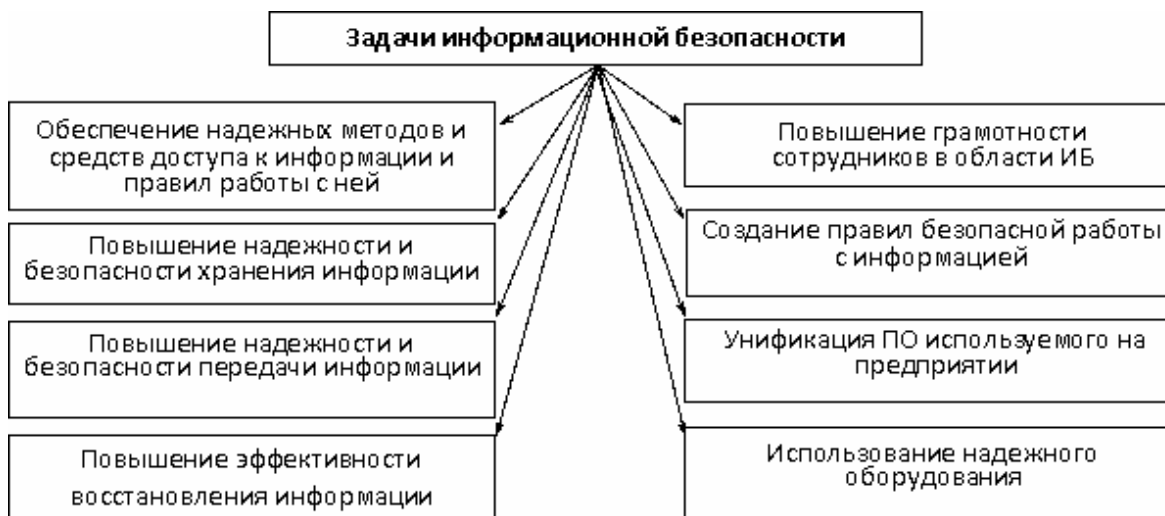 Задачи информационной безопасности
Обеспечение надежных методов и
средств доступа к информации и
правил работы с ней
Повышение надежности и
безопасности хранения информации
Повышение надежности и
безопасности передачи информации
Повышение эффективности
восстановления информации
Повышение грамотности
сотрудников в области ИБ
Создание правил безопасной работы
с информацией
Унификация ПО используемого на
предприятии
Использование надежного
оборудования